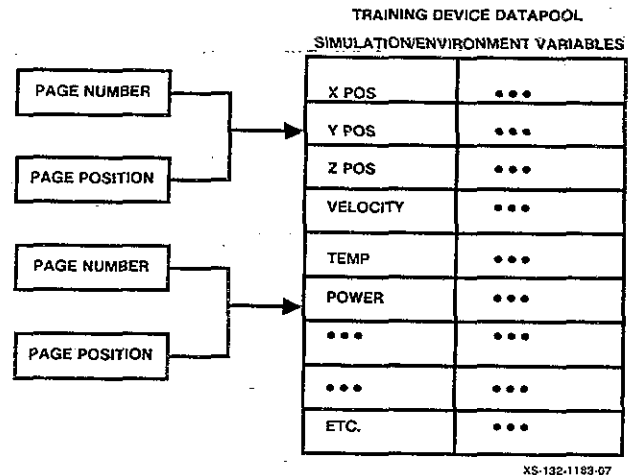 TRAINING DEVICE DATAPOOL
SIMULATION/ENVIRONMENT VARIABLES
PAGE NUMBER
PAGE POSITION
PAGE NUMBER
PAGE POSITION
X POS •••
Y POS •••
Z POS •••
VELOCITY •••
TEMP •••
POWER •••
••• •••
••• •••
ETC. •••
XS-132-1183-07